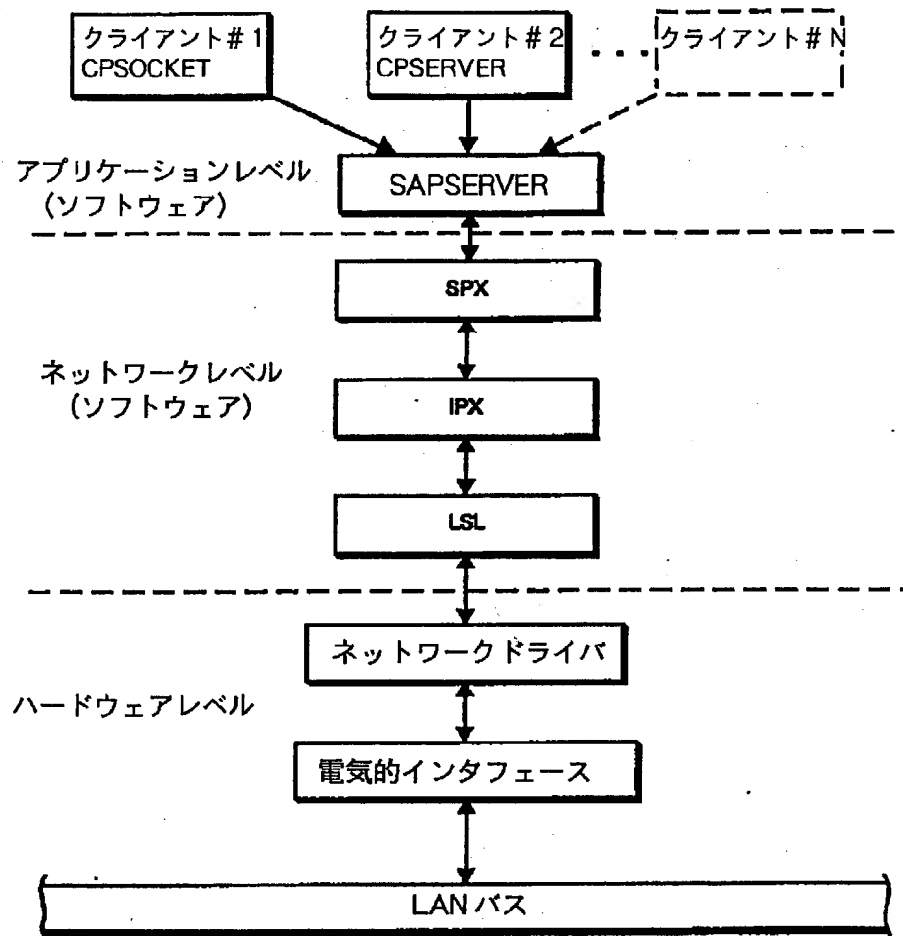 クライアント#1
CPSOCKET
クライアント#2
CPSERVER
クライアント#N
アプリケーションレベル
(ソフトウェア)
SAPSERVER
SPX
ネットワークレベル
(ソフトウェア)
IPX
LSL
ネットワークドライバ
ハードウェアレベル
電気的インタフェース
LANバス